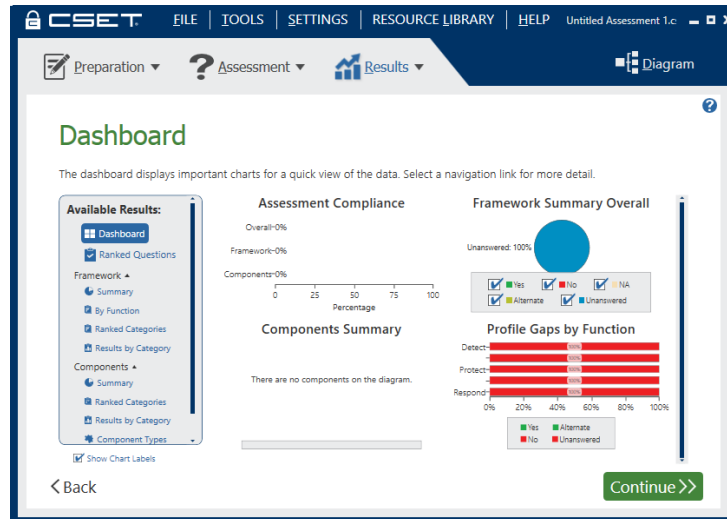 CSET FILE TOOLS SETTINGS RESOURCE LIBRARY HELP Untitled Assessment 1.c
Preparation Assessment Results Diagram
Dashboard
The dashboard displays important charts for a quick view of the data. Select a navigation link for more detail.
Available Results:
Dashboard
Ranked Questions
Framework
Summary
By Function
Ranked Categories
Results by Category
Components
Summary
Ranked Categories
Results by Category
Component Types
Show Chart Labels
Assessment Compliance
Overall-0%
Framework-0%
Components-0%
0 25 50 75 100
Percentage
Framework Summary Overall
Unanswered: 100%
Yes No NA
Alternate Unanswered
Components Summary
There are no components on the diagram.
Profile Gaps by Function
Detect 100%
100%
Protect 100%
100%
Respond 100%
0% 20% 40% 60% 80% 100%
Yes Alternate
No Unanswered
Back
Continue